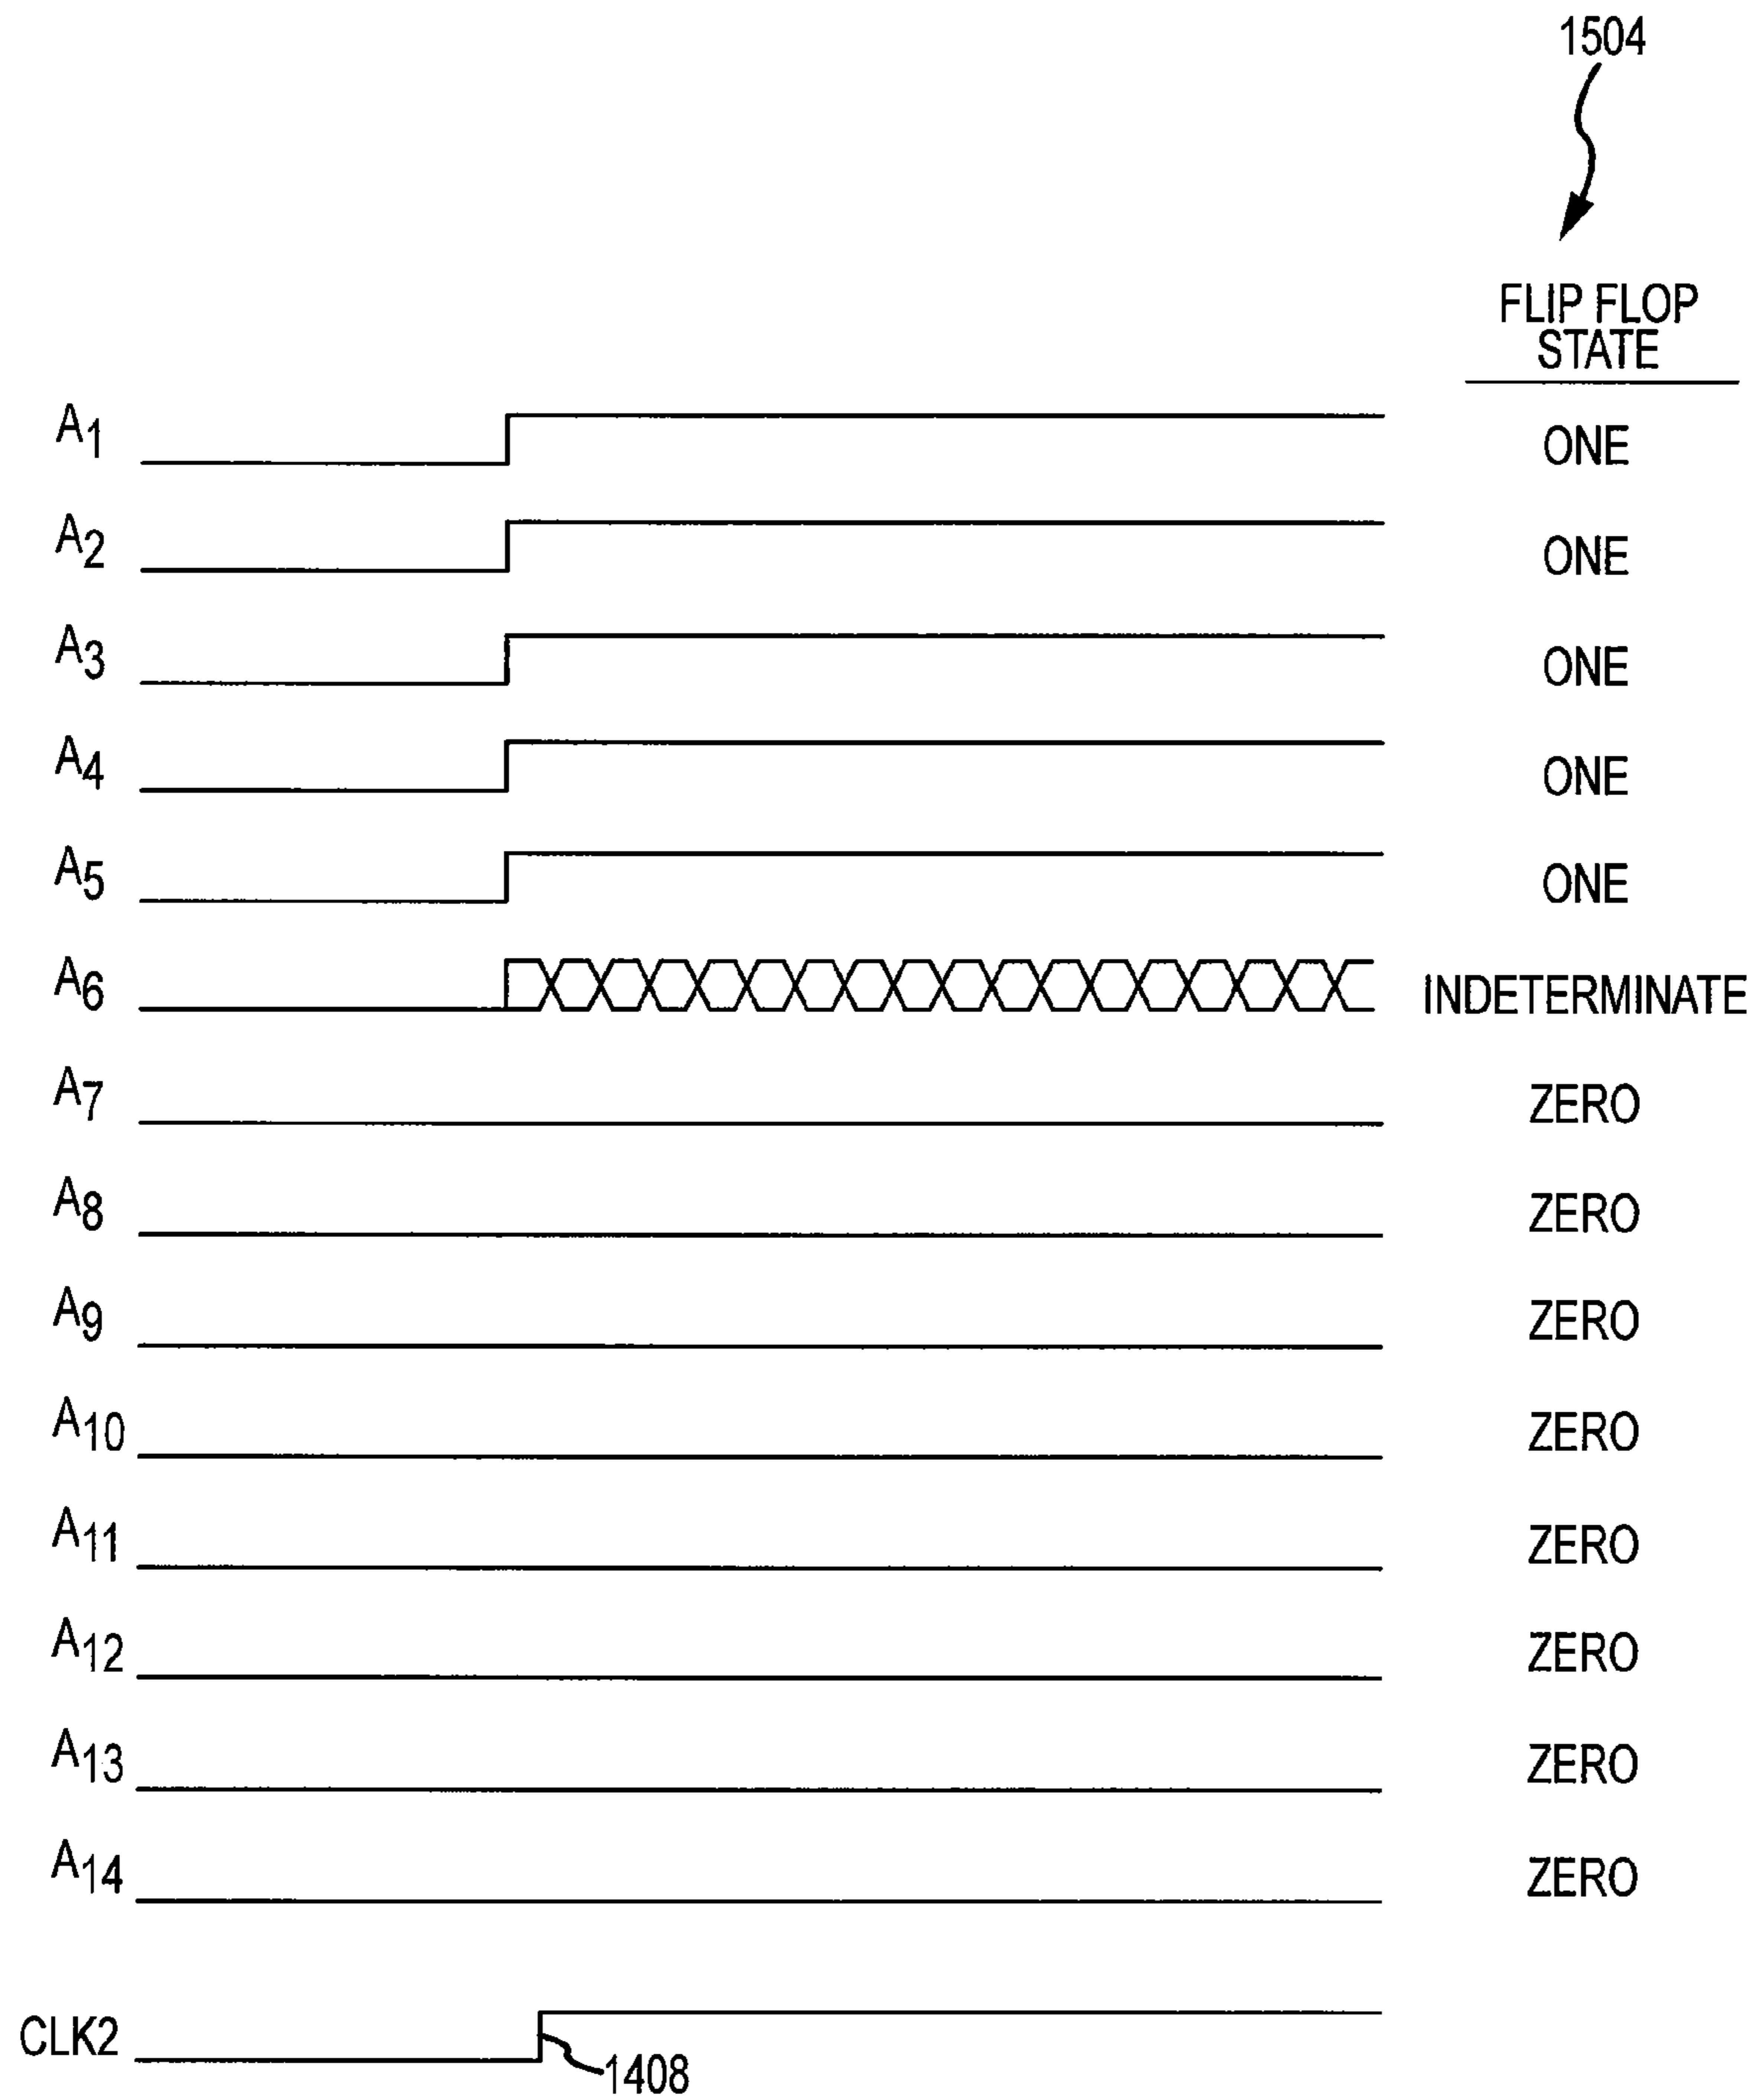 1504
FLIP FLOP
STATE
A1 ONE
A2 ONE
A3 ONE
A4 ONE
A5 ONE
A6 INDETERMINATE
A7 ZERO
A8 ZERO
A9 ZERO
A10 ZERO
A11 ZERO
A12 ZERO
A13 ZERO
A14 ZERO
CLK2
1408